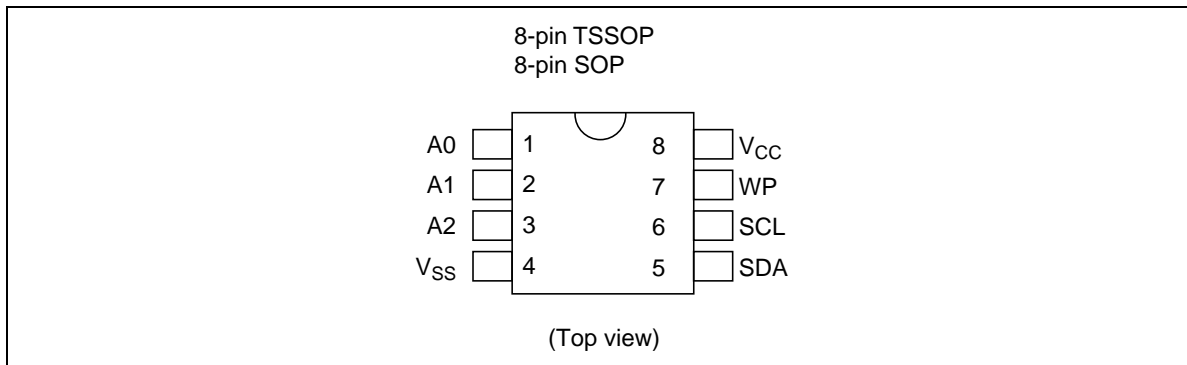 8-pin TSSOP
8-pin SOP
A0 1 8 VCC
A1 2 7 WP
A2 3 6 SCL
VSS 4 5 SDA
(Top view)